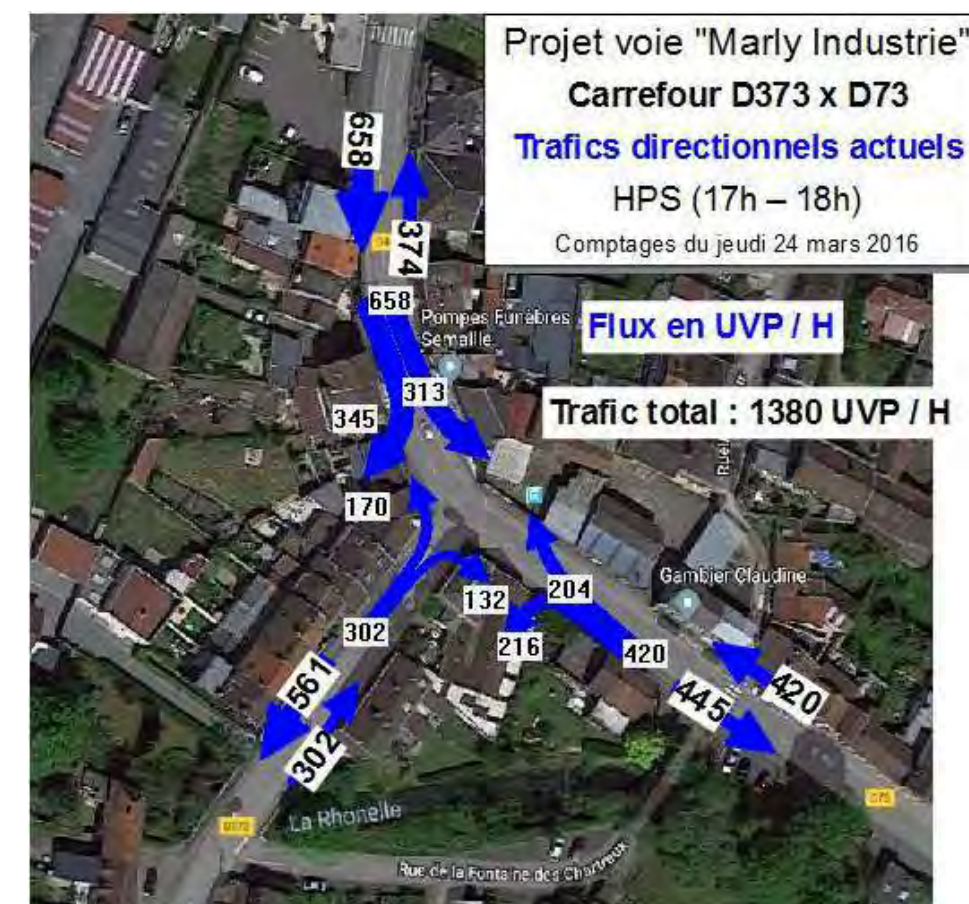 Projet voie "Marly Industrie"
Carrefour D373 x D73
Trafics directionnels actuels
HPS (17h – 18h)
Comptages du jeudi 24 mars 2016
658
374
658
Pompes Funèbres
Semaille
Flux en UVP / H
313
Trafic total : 1380 UVP / H
345
170
Gambier Claudine
204
132
302
216
420
561
445
420
302
La Rhonelle
D73
Rue de la Fontaine des Chartreux